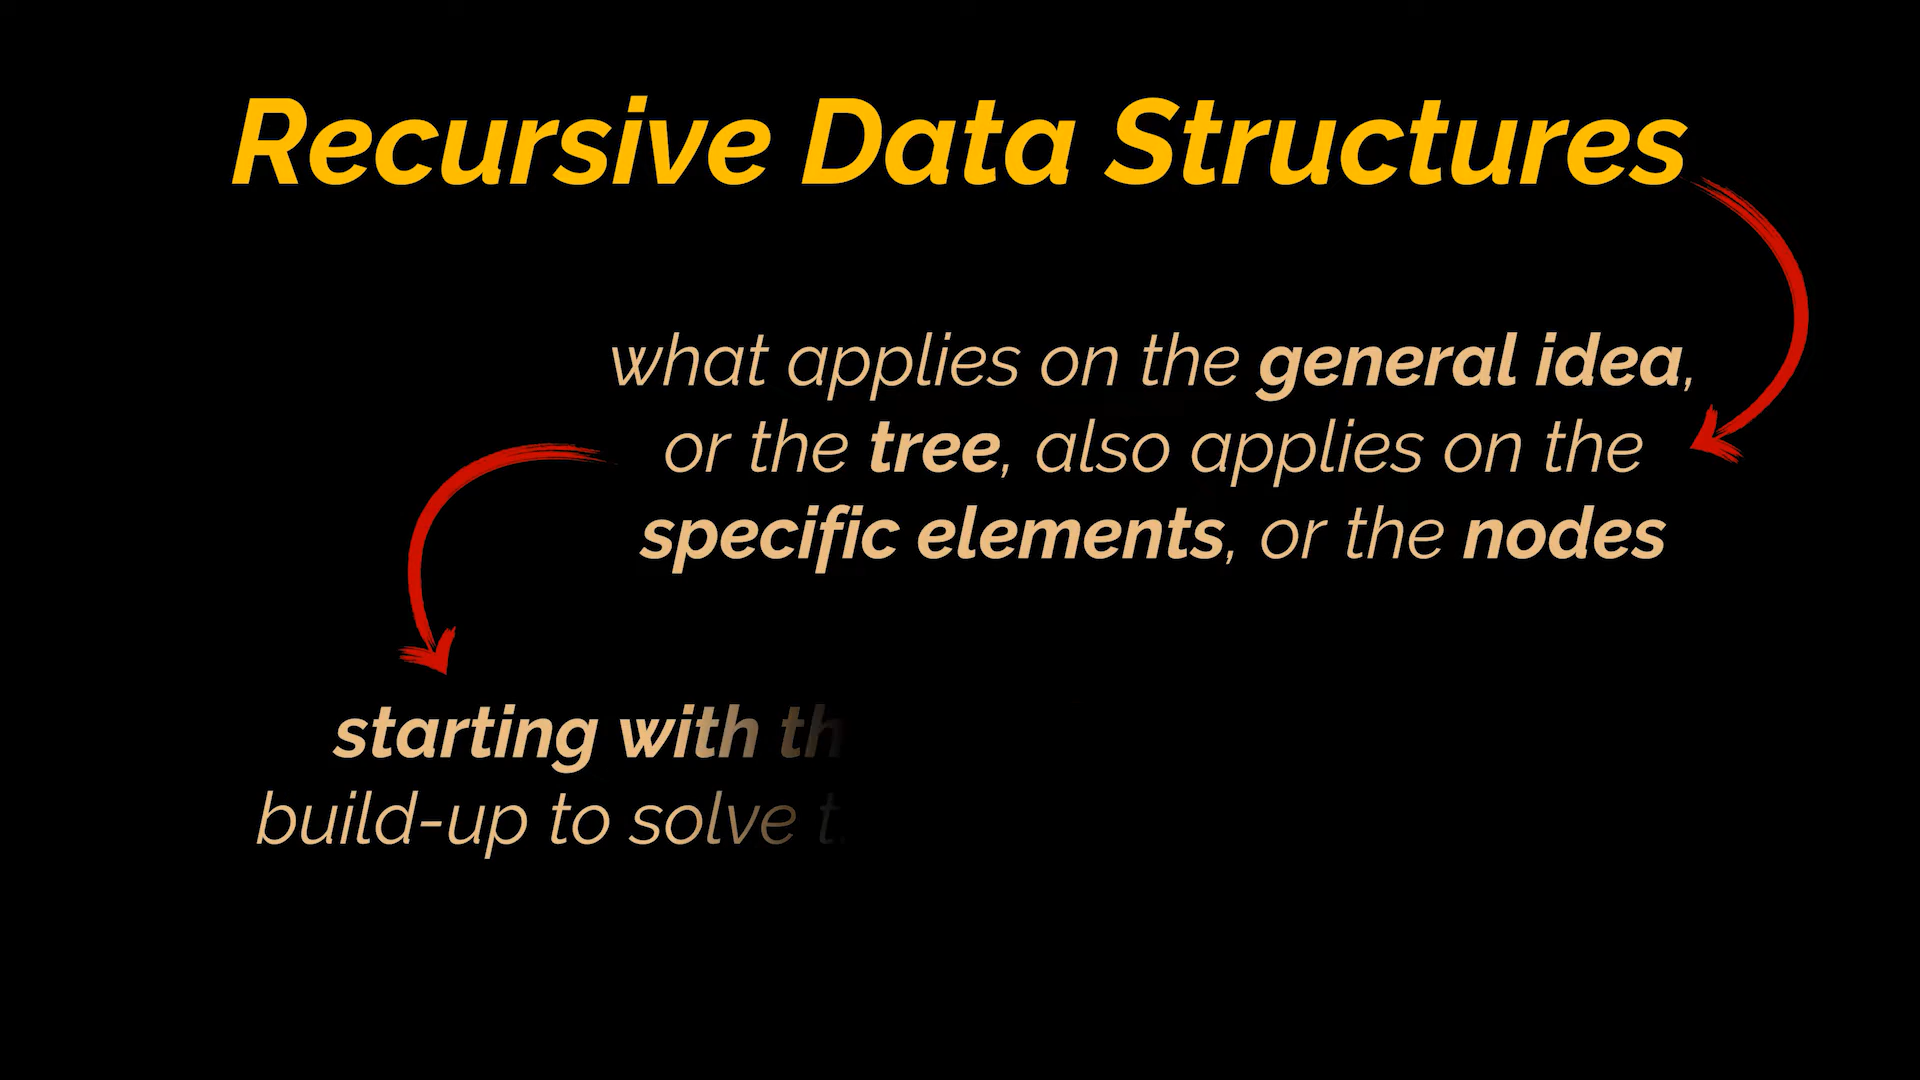 Recursive Data Structures
what applies on the general idea,
or the tree, also applies on the
specific elements, or the nodes
starting with
build-up to solve